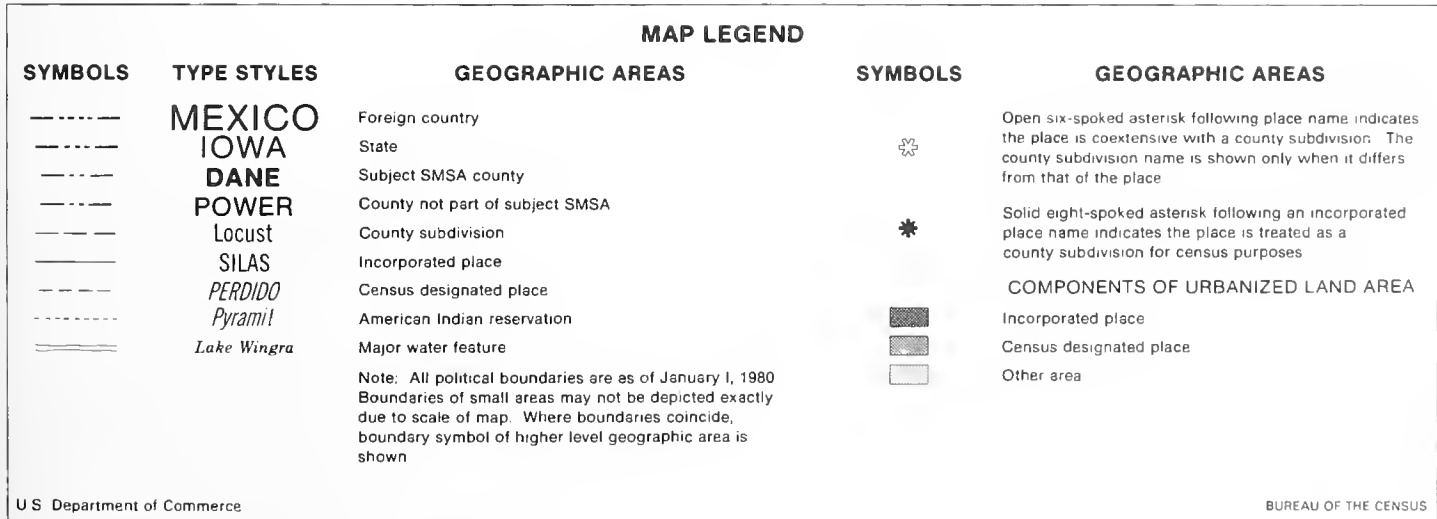 MAP LEGEND
SYMBOLS TYPE STYLES GEOGRAPHIC AREAS
MEXICO Foreign country
IOWA State
DANE Subject SMSA county
POWER County not part of subject SMSA
Locust County subdivision
SILAS Incorporated place
PERDIDO Census designated place
Pyramil American Indian reservation
Lake Wingra Major water feature
Note: All political boundaries are as of January I, 1980
Boundaries of small areas may not be depicted exactly
due to scale of map. Where boundaries coincide,
boundary symbol of higher level geographic area is
shown
SYMBOLS GEOGRAPHIC AREAS
Open six-spoked asterisk following place name indicates
the place is coextensive with a county subdivision. The
county subdivision name is shown only when it differs
from that of the place
Solid eight-spoked asterisk following an incorporated
place name indicates the place is treated as a
county subdivision for census purposes
COMPONENTS OF URBANIZED LAND AREA
Incorporated place
Census designated place
Other area
U S Department of Commerce
BUREAU OF THE CENSUS